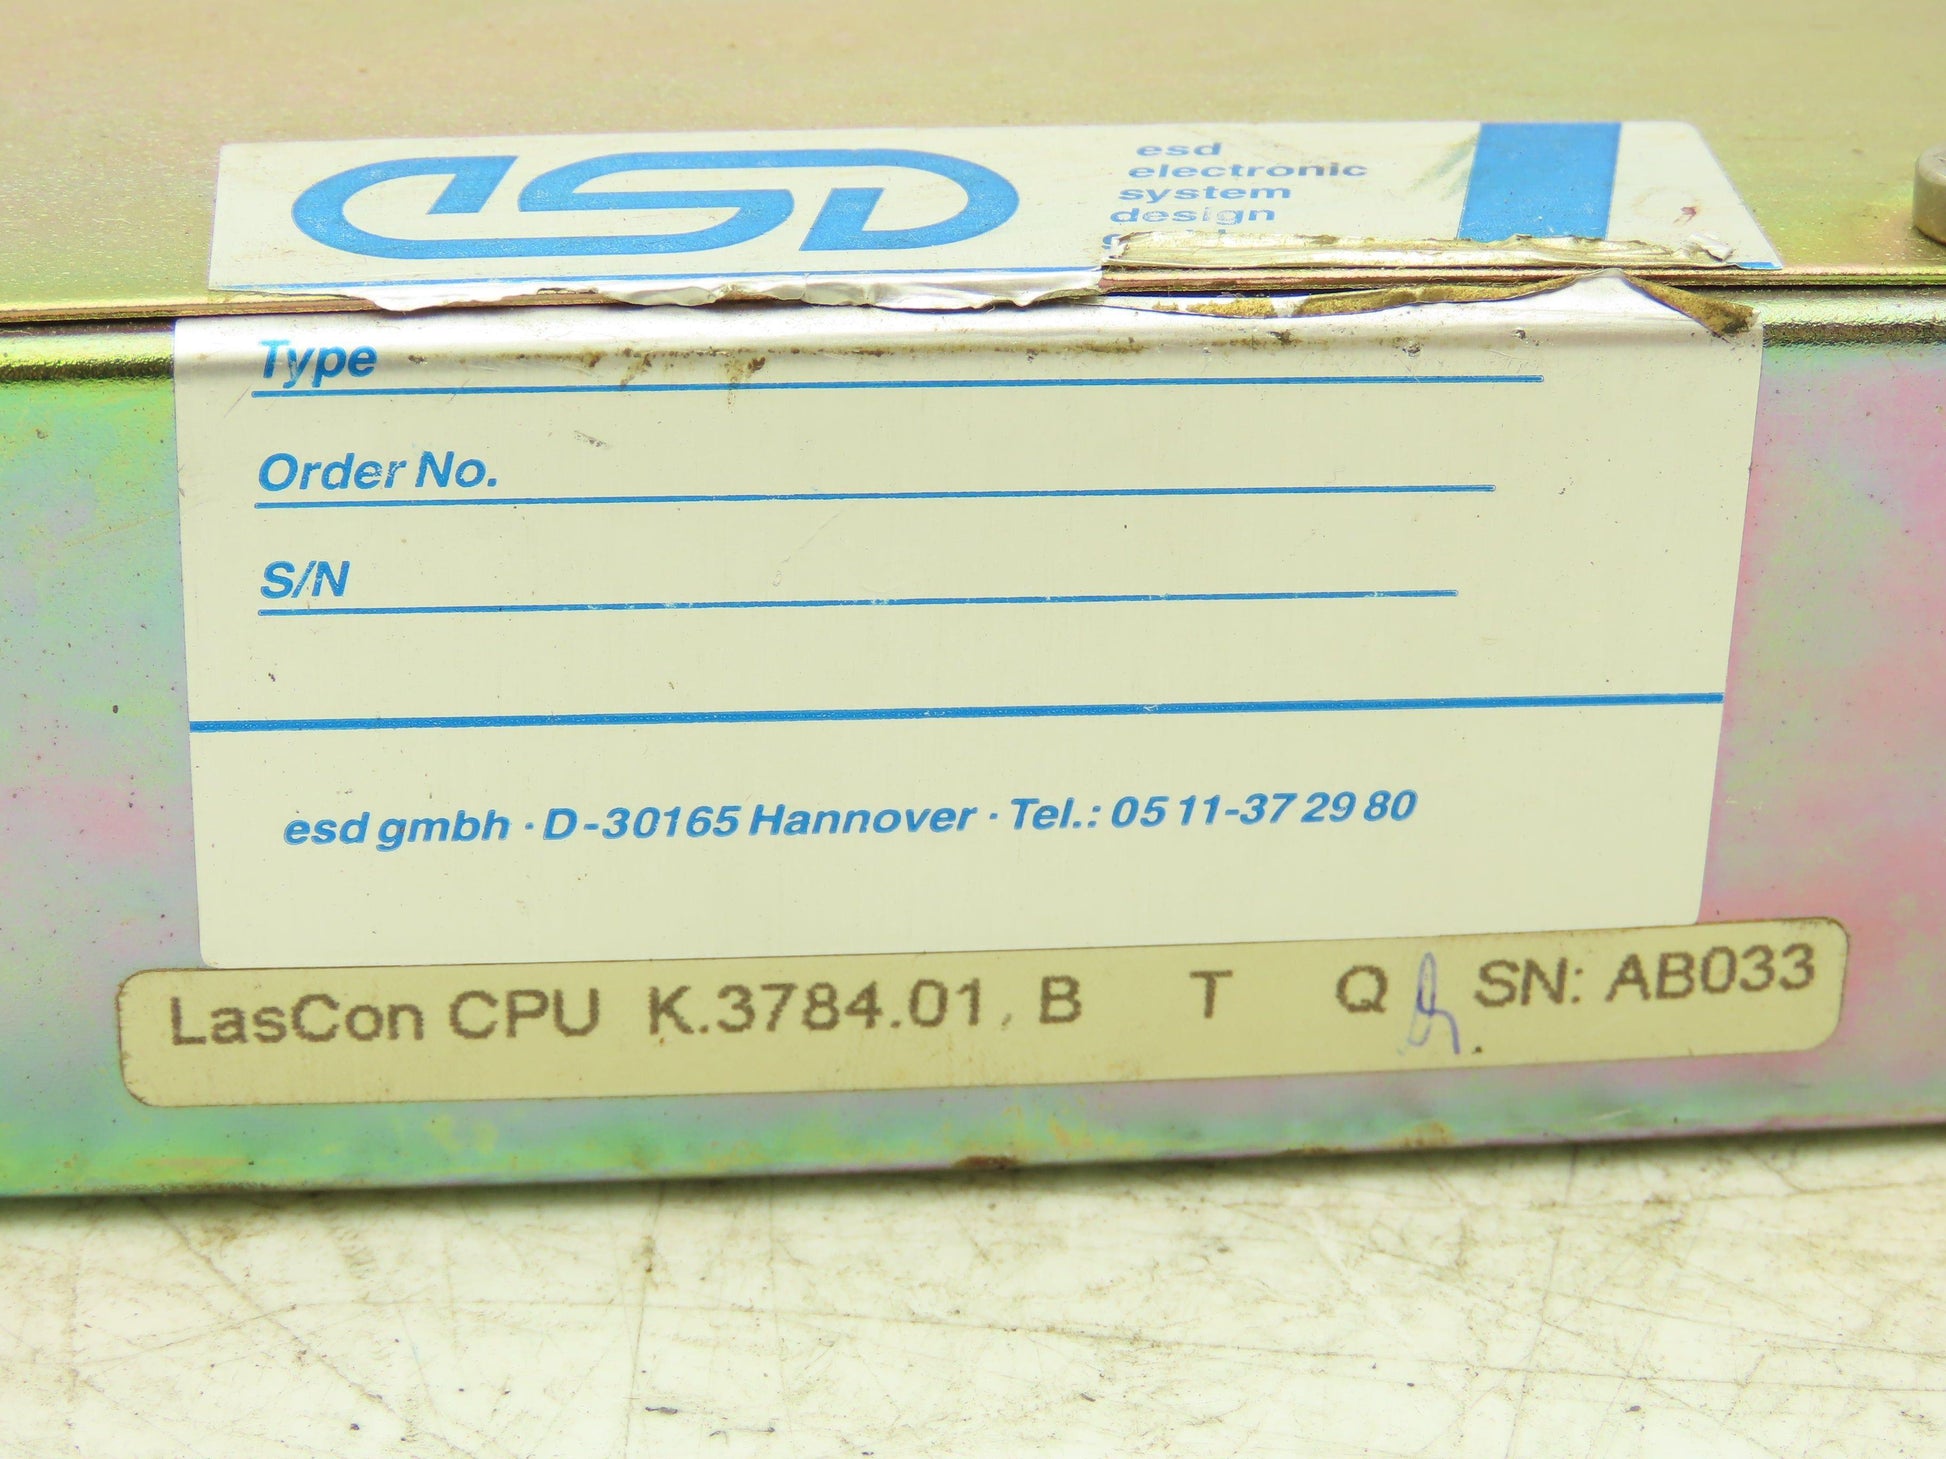 esd
esd
electronic
system
design
Type
Order No.
S/N
esd gmbh · D-30165 Hannover · Tel.: 05 11-37 29 80
LasCon CPU K.3784.01, B T Q SN: AB033